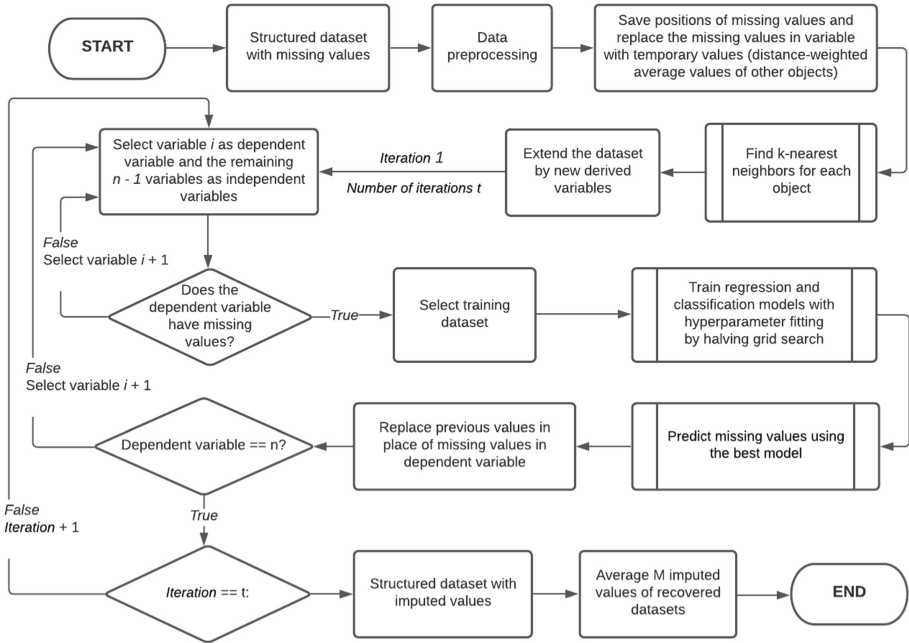 START
Structured dataset
with missing values
Data
preprocessing
Save positions of missing values and
replace the missing values in variable
with temporary values (distance-weighted
average values of other objects)
Find k-nearest
neighbors for each
object
Extend the dataset
by new derived
variables
Iteration 1
Number of iterations t
Select variable i as dependent
variable and the remaining
n - 1 variables as independent
variables
False
Select variable i + 1
Does the
dependent variable
have missing
values?
True
Select training
dataset
Train regression and
classification models with
hyperparameter fitting
by halving grid search
Predict missing values using
the best model
Replace previous values in
place of missing values in
dependent variable
Dependent variable == n?
False
Select variable i + 1
True
Iteration == t:
False
Iteration + 1
Structured dataset with
imputed values
Average M imputed
values of recovered
datasets
END